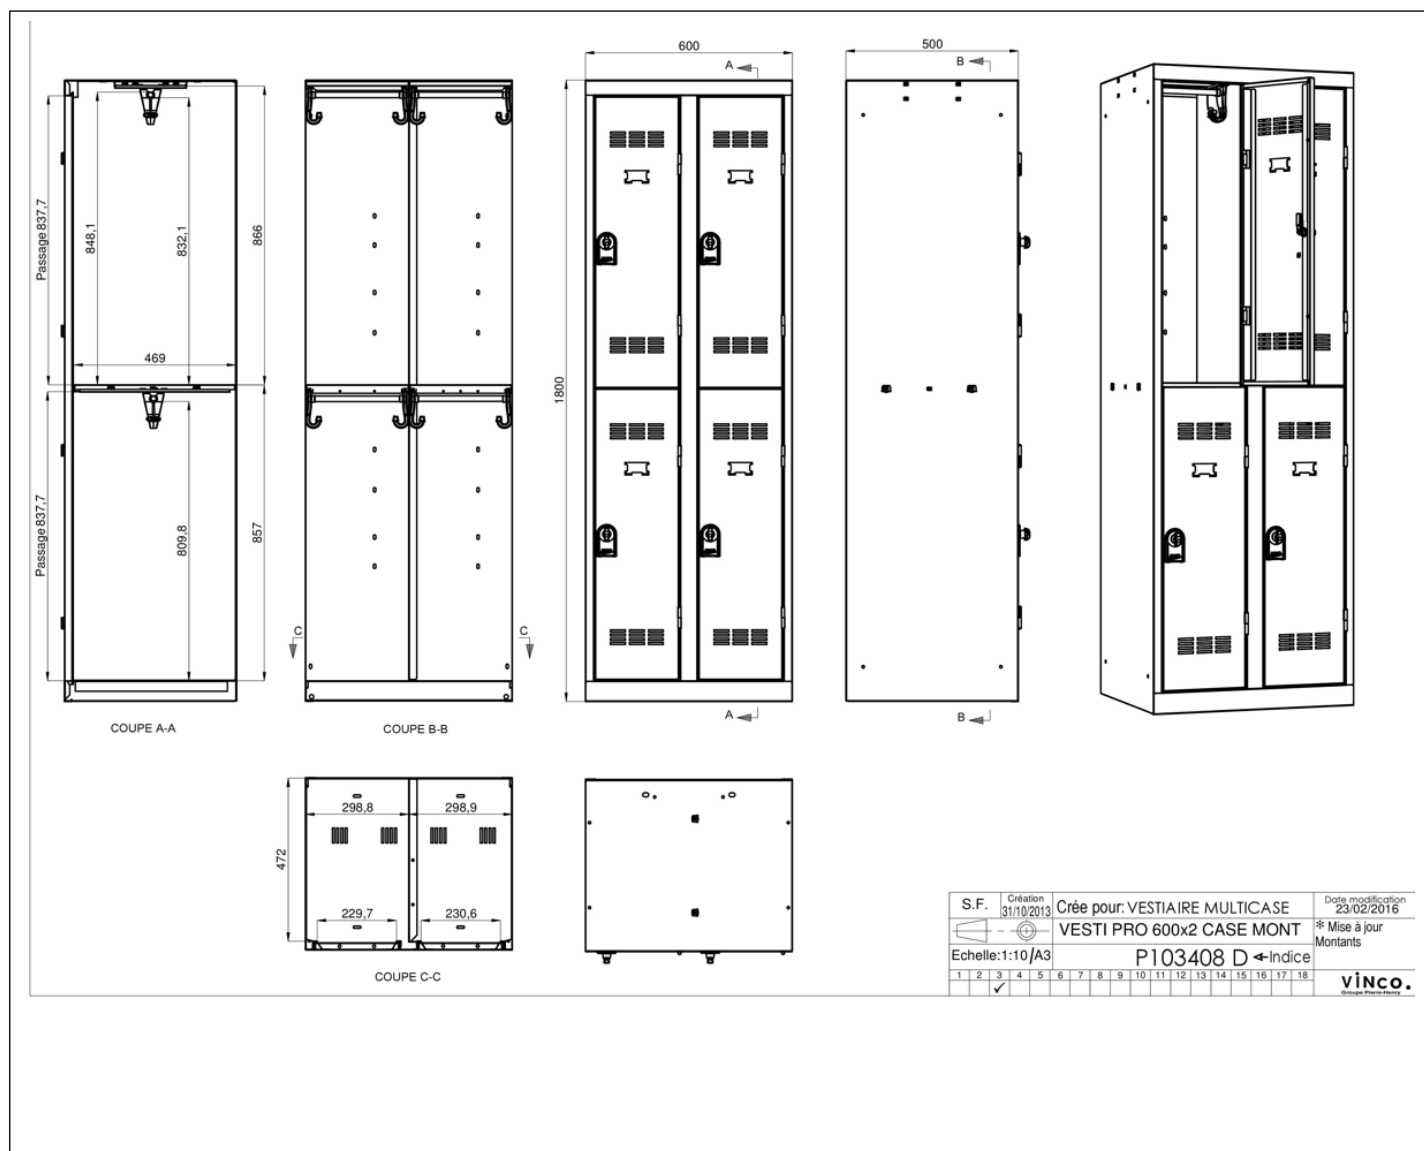 600
500
A
B
Passage 837,7
848,1
832,1
866
469
1800
Passage 837,7
809,8
857
C
C
A
B
COUPE A-A
COUPE B-B
298,8
298,9
472
229,7
230,6
COUPE C-C
S.F.
Création
31/10/2013
Crée pour: VESTIAIRE MULTICASE
Date modification
23/02/2016
VESTI PRO 600x2 CASE MONT
* Mise à jour
Montants
Echelle:1:10/A3
P103408 D
Indice
1 2 3 4 5 6 7 8 9 10 11 12 13 14 15 16 17 18
VINCO.
Groupe Pierre-Henry